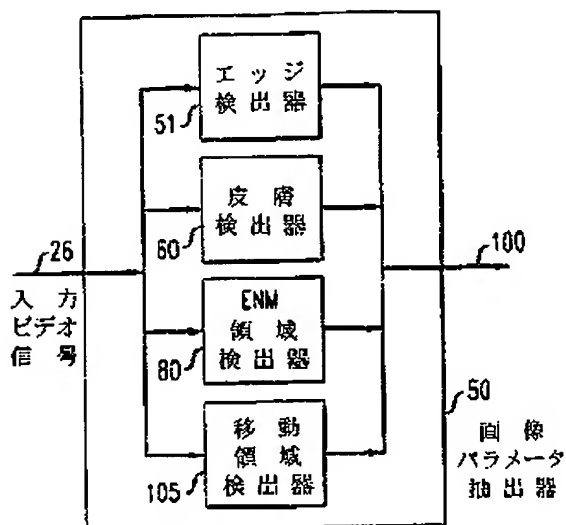 エッジ
検出器
51
皮膚
検出器
60
26
100
入力
ビデオ
信号
ENM
領域
検出器
80
50
移動
領域
検出器
105
画像
パラメータ
抽出器